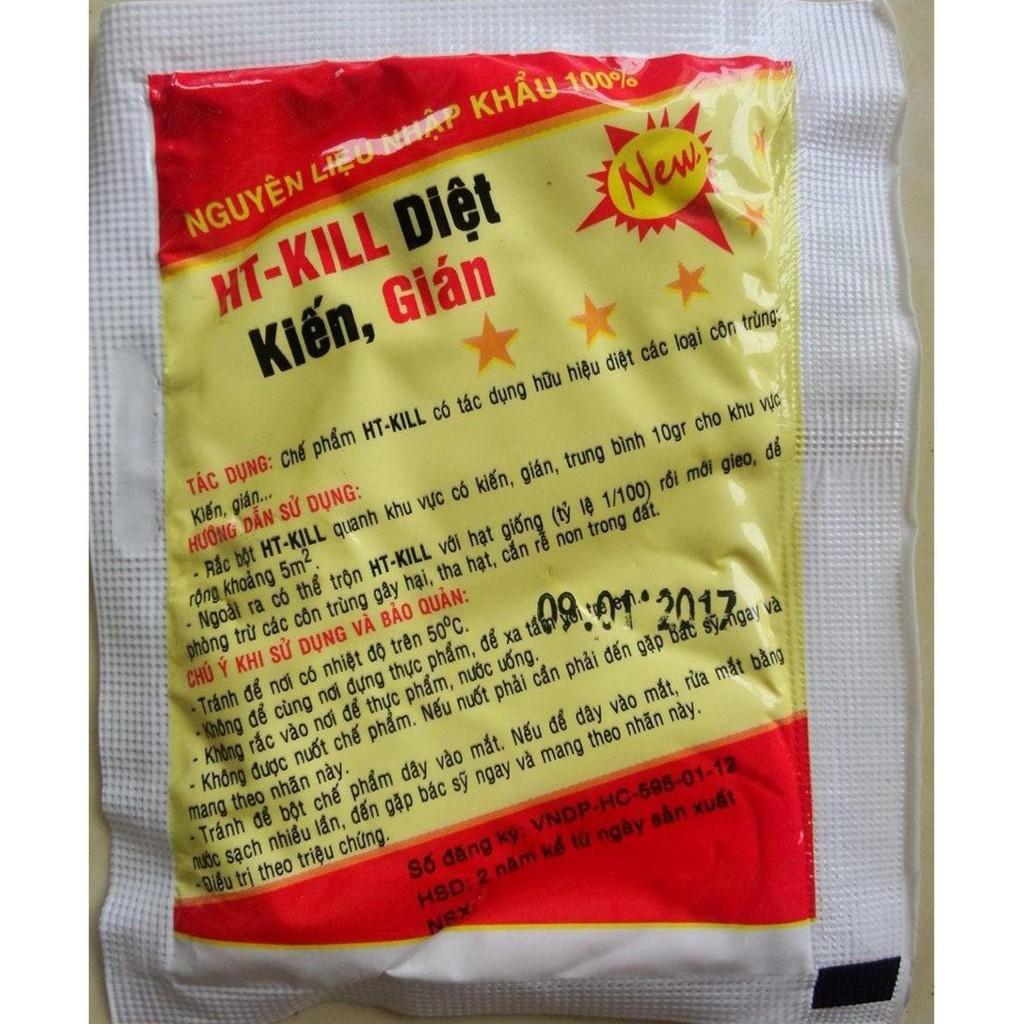 NGUYÊN LIỆU NHẬP KHẨU 100%
New
HT-KILL Diệt
Kiến, Gián
TÁC DỤNG: Chế phẩm HT-KILL có tác dụng hữu hiệu diệt các loại côn trùng:
Kiến, gián...
HƯỚNG DẪN SỬ DỤNG:
- Rắc bột HT-KILL quanh khu vực có kiến, gián, trung bình 10gr cho khu vực
rộng khoảng 5m².
- Ngoài ra có thể trộn HT-KILL với hạt giống (tỷ lệ 1/100) rồi mới gieo, để
phòng trừ các côn trùng gây hại, tha hạt, cắn rễ non trong đất.
CHÚ Ý KHI SỬ DỤNG VÀ BẢO QUẢN:
- Tránh để nơi có nhiệt độ trên 50°C.
09.01 2017
- Không để cùng nơi đựng thực phẩm, để xa tầm
- Không rắc vào nơi để thực phẩm, nước uống.
- Không được nuốt chế phẩm. Nếu nuốt phải cần phải đến gặp bác sỹ ngay và
mang theo nhãn này.
- Tránh để bột chế phẩm dây vào mắt. Nếu để dây vào mắt, rửa mắt bằng
nước sạch nhiều lần, đến gặp bác sỹ ngay và mang theo nhãn này.
- Điều trị theo triệu chứng.
Số đăng ký: VNDP-HC-595-01-12
HSD: 2 năm kể từ ngày sản xuất
NSX: